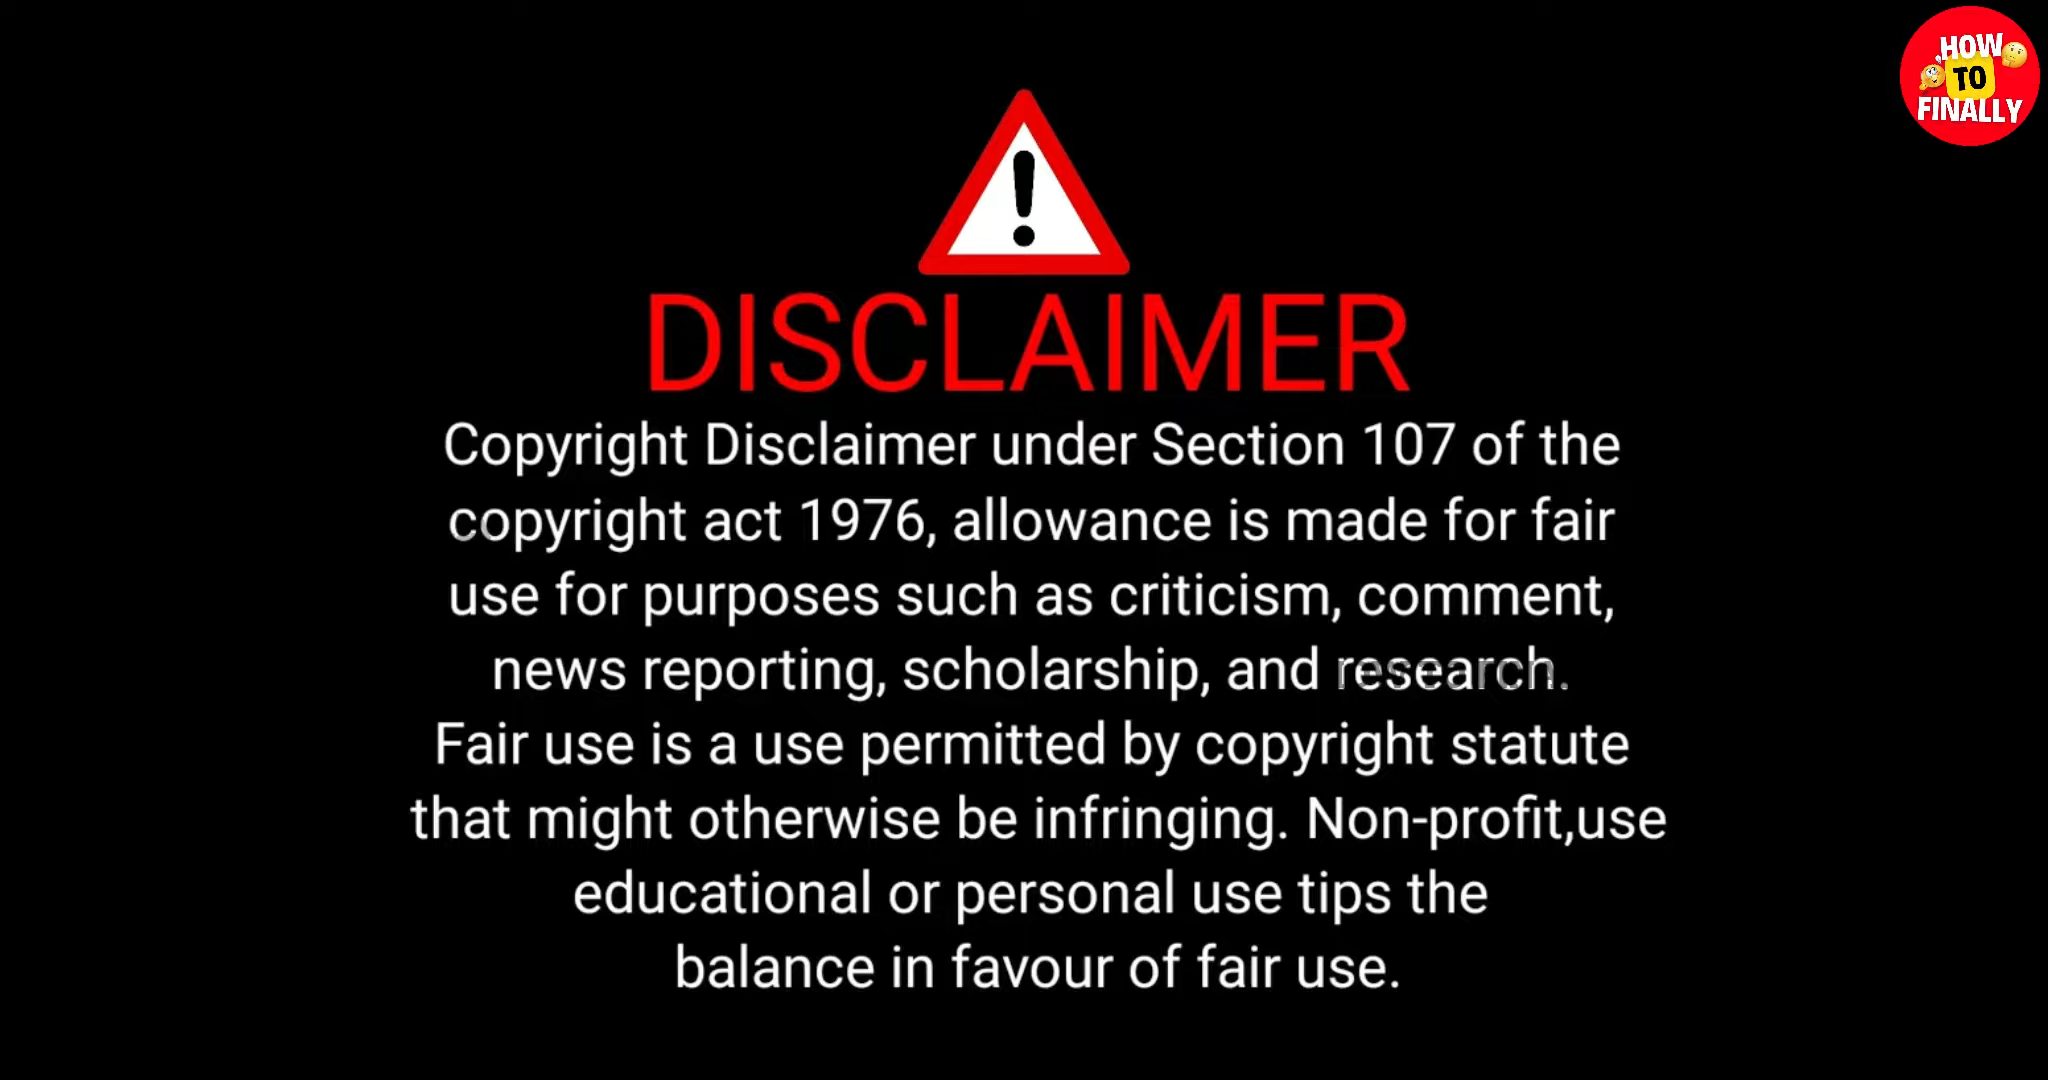 HOW
TO
FINALLY
DISCLAIMER
Copyright Disclaimer under Section 107 of the
copyright act 1976, allowance is made for fair
use for purposes such as criticism, comment,
news reporting, scholarship, and research.
Fair use is a use permitted by copyright statute
that might otherwise be infringing. Non-profit,use
educational or personal use tips the
balance in favour of fair use.